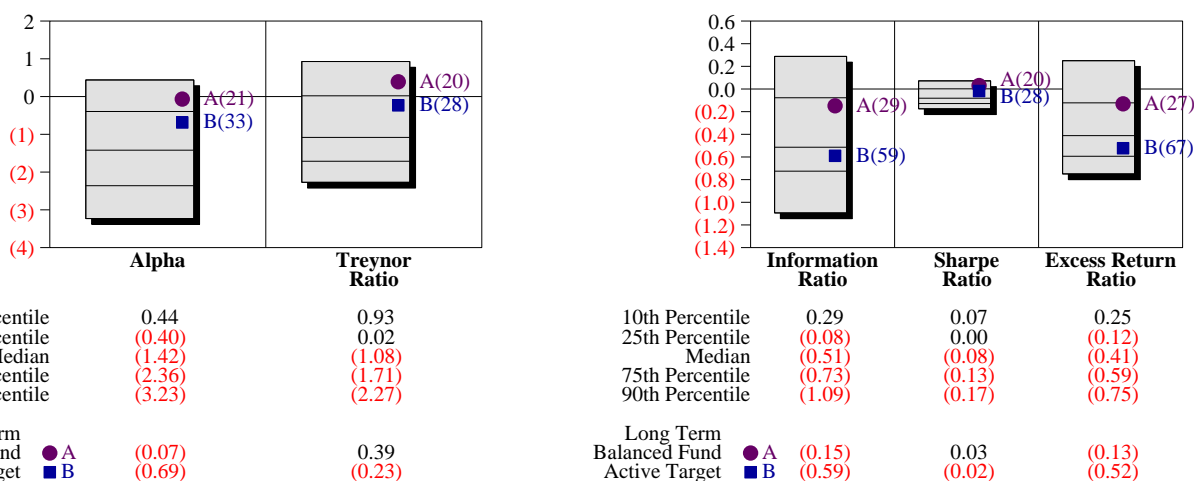 2
1
0
(1)
(2)
(3)
(4)
A(21)
B(33)
A(20)
B(28)
Alpha
Treynor
Ratio
centile 0.44 0.93
centile (0.40) 0.02
Median (1.42) (1.08)
centile (2.36) (1.71)
centile (3.23) (2.27)
A (0.07) 0.39
B (0.69) (0.23)
0.6
0.4
0.2
0.0
(0.2)
(0.4)
(0.6)
(0.8)
(1.0)
(1.2)
(1.4)
A(29)
B(59)
A(20)
B(28)
A(27)
B(67)
Information
Ratio
Sharpe
Ratio
Excess Return
Ratio
10th Percentile 0.29 0.07 0.25
25th Percentile (0.08) 0.00 (0.12)
Median (0.51) (0.08) (0.41)
75th Percentile (0.73) (0.13) (0.59)
90th Percentile (1.09) (0.17) (0.75)
Long Term
Balanced Fund A (0.15) 0.03 (0.13)
Active Target B (0.59) (0.02) (0.52)